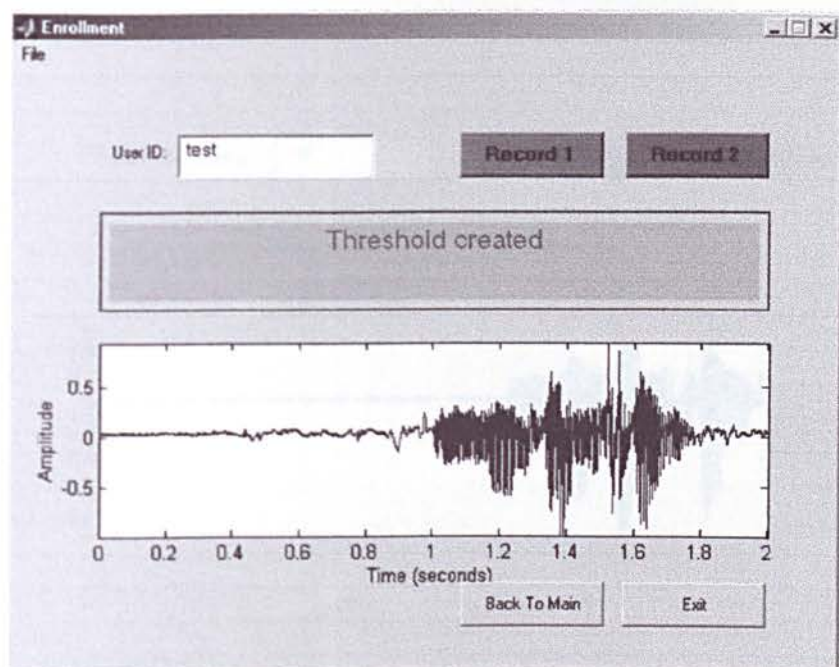 Enrollment
File
User ID: test Record 1 Record 2
Threshold created
0.5
0
-0.5
Amplitude
0 0.2 0.4 0.6 0.8 1 1.2 1.4 1.6 1.8 2
Time (seconds)
Back To Main Exit